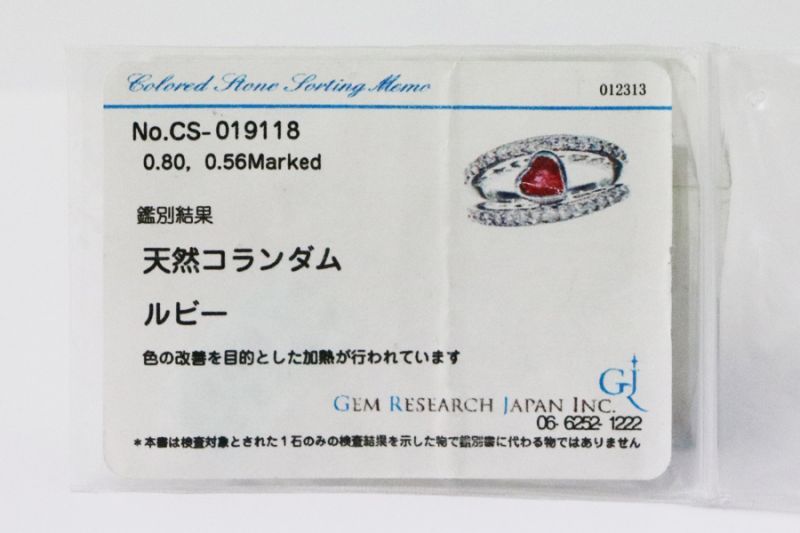 Colored Stone Sorting Memo
012313
No.CS-019118
0.80, 0.56Marked
鑑別結果
天然コランダム
ルビー
色の改善を目的とした加熱が行われています
GJ
GEM RESEARCH JAPAN INC.
06-6252-1222
*本書は検査対象とされた1石のみの検査結果を示した物で鑑別書に代わる物ではありません